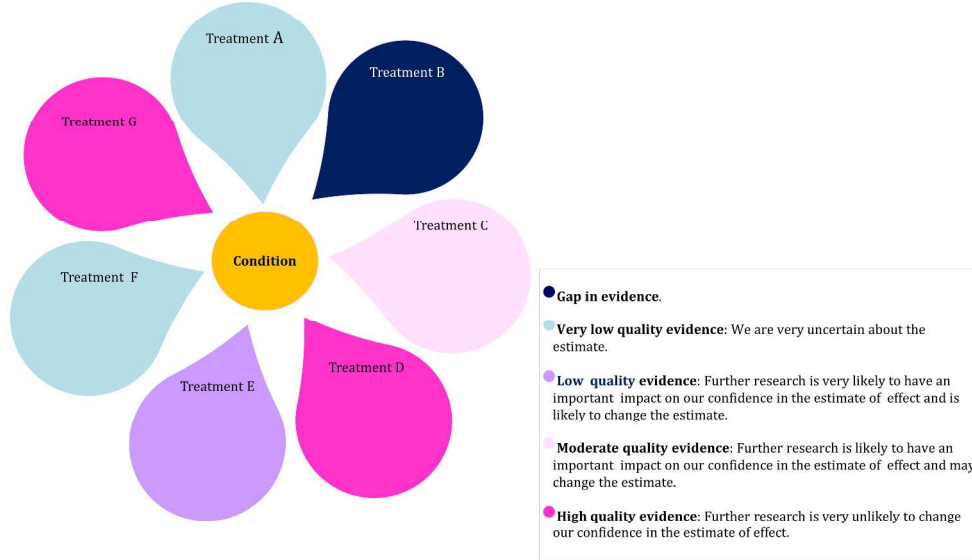 Treatment A
Treatment B
Treatment G
Treatment C
Condition
Treatment F
Treatment D
Treatment E
Gap in evidence.
Very low quality evidence: We are very uncertain about the
estimate.
Low quality evidence: Further research is very likely to have an
important impact on our confidence in the estimate of effect and is
likely to change the estimate.
Moderate quality evidence: Further research is likely to have an
important impact on our confidence in the estimate of effect and may
change the estimate.
High quality evidence: Further research is very unlikely to change
our confidence in the estimate of effect.